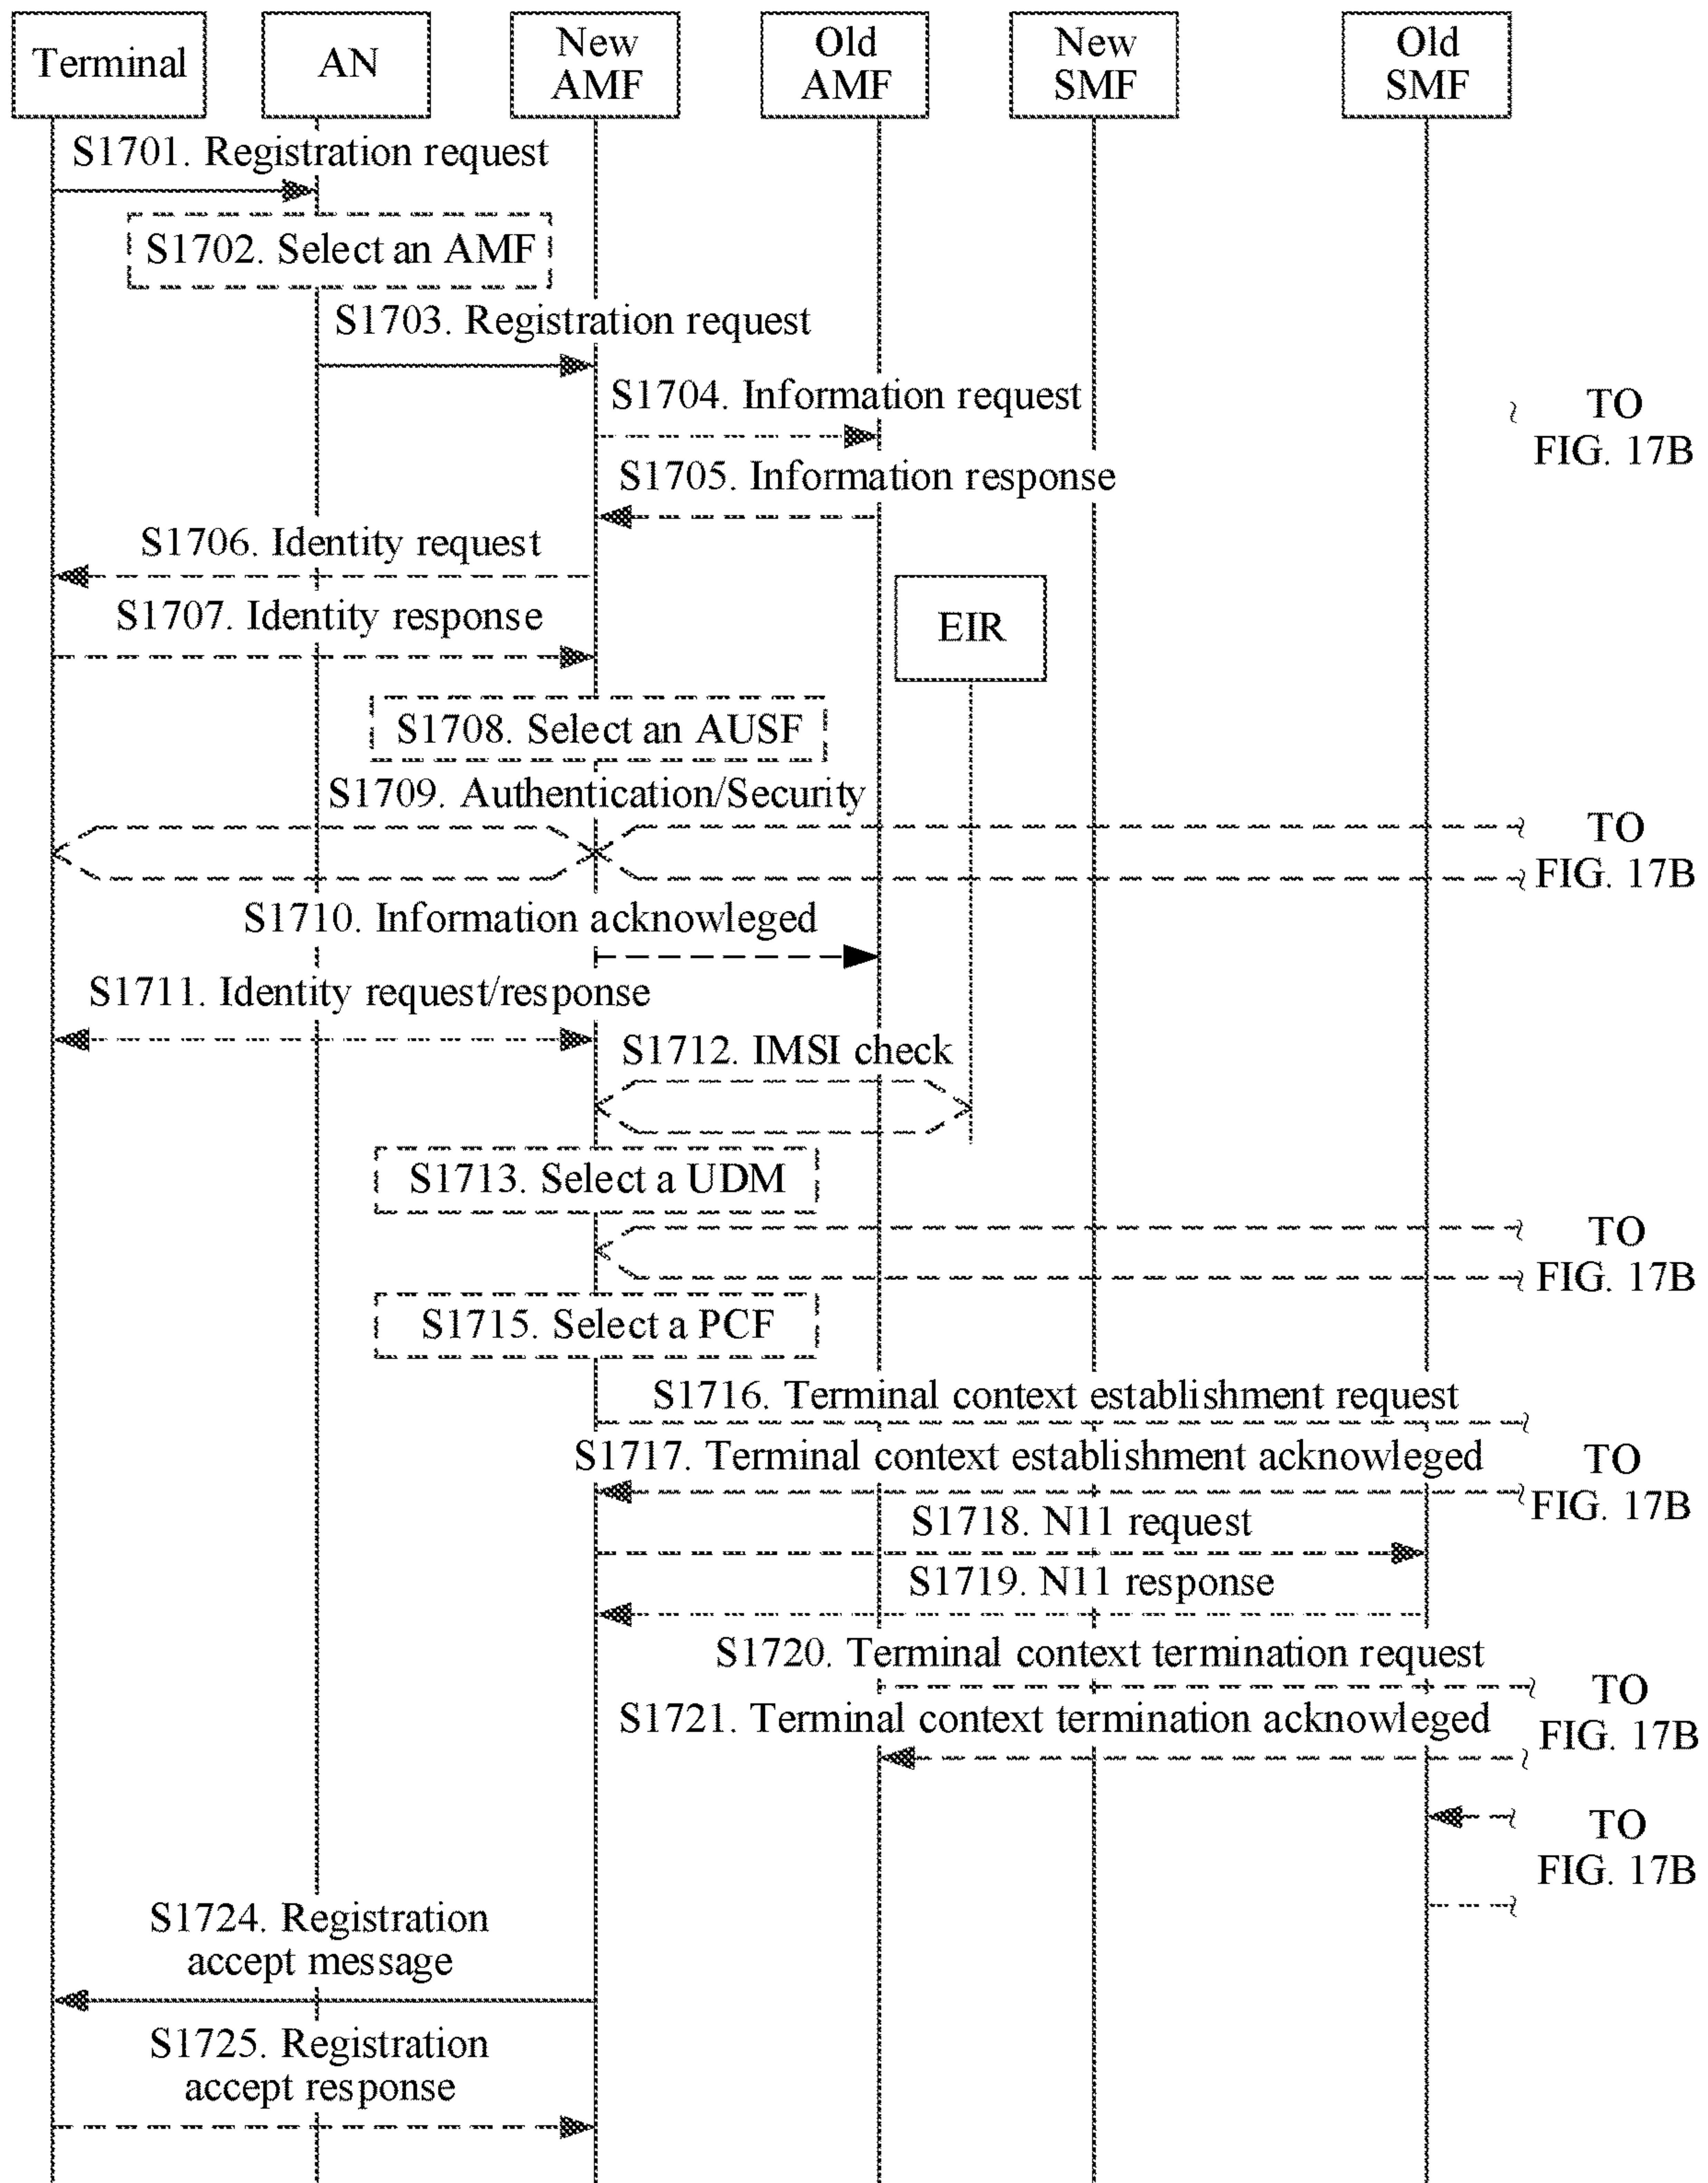 Terminal
AN
New
AMF
Old
AMF
New
SMF
Old
SMF
S1701. Registration request
S1702. Select an AMF
S1703. Registration request
S1704. Information request
TO
FIG. 17B
S1705. Information response
S1706. Identity request
S1707. Identity response
EIR
S1708. Select an AUSF
S1709. Authentication/Security
TO
FIG. 17B
S1710. Information acknowleged
S1711. Identity request/response
S1712. IMSI check
S1713. Select a UDM
TO
FIG. 17B
S1715. Select a PCF
S1716. Terminal context establishment request
S1717. Terminal context establishment acknowleged
TO
FIG. 17B
S1718. N11 request
S1719. N11 response
S1720. Terminal context termination request
TO
FIG. 17B
S1721. Terminal context termination acknowleged
TO
FIG. 17B
S1724. Registration
accept message
S1725. Registration
accept response